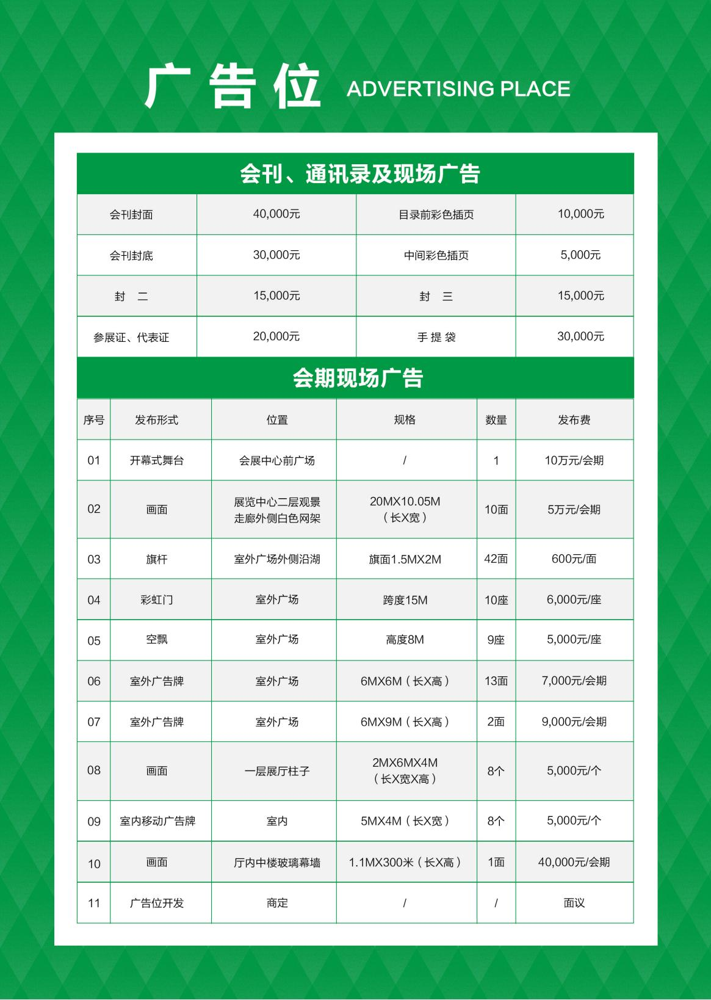 广告位 ADVERTISING PLACE
会刊、通讯录及现场广告
会刊封面 40,000元 目录前彩色插页 10,000元
会刊封底 30,000元 中间彩色插页 5,000元
封 二 15,000元 封 三 15,000元
参展证、代表证 20,000元 手提袋 30,000元
会期现场广告
序号 发布形式 位置 规格 数量 发布费
01 开幕式舞台 会展中心前广场 / 1 10万元/会期
02 画面 展览中心二层观景
走廊外侧白色网架 20MX10.05M
（长X宽） 10面 5万元/会期
03 旗杆 室外广场外侧沿湖 旗面1.5MX2M 42面 600元/面
04 彩虹门 室外广场 跨度15M 10座 6,000元/座
05 空飘 室外广场 高度8M 9座 5,000元/座
06 室外广告牌 室外广场 6MX6M（长X高） 13面 7,000元/会期
07 室外广告牌 室外广场 6MX9M（长X高） 2面 9,000元/会期
08 画面 一层展厅柱子 2MX6MX4M
（长X宽X高） 8个 5,000元/个
09 室内移动广告牌 室内 5MX4M（长X宽） 8个 5,000元/个
10 画面 厅内中楼玻璃幕墙 1.1MX300米（长X高） 1面 40,000元/会期
11 广告位开发 商定 / / 面议